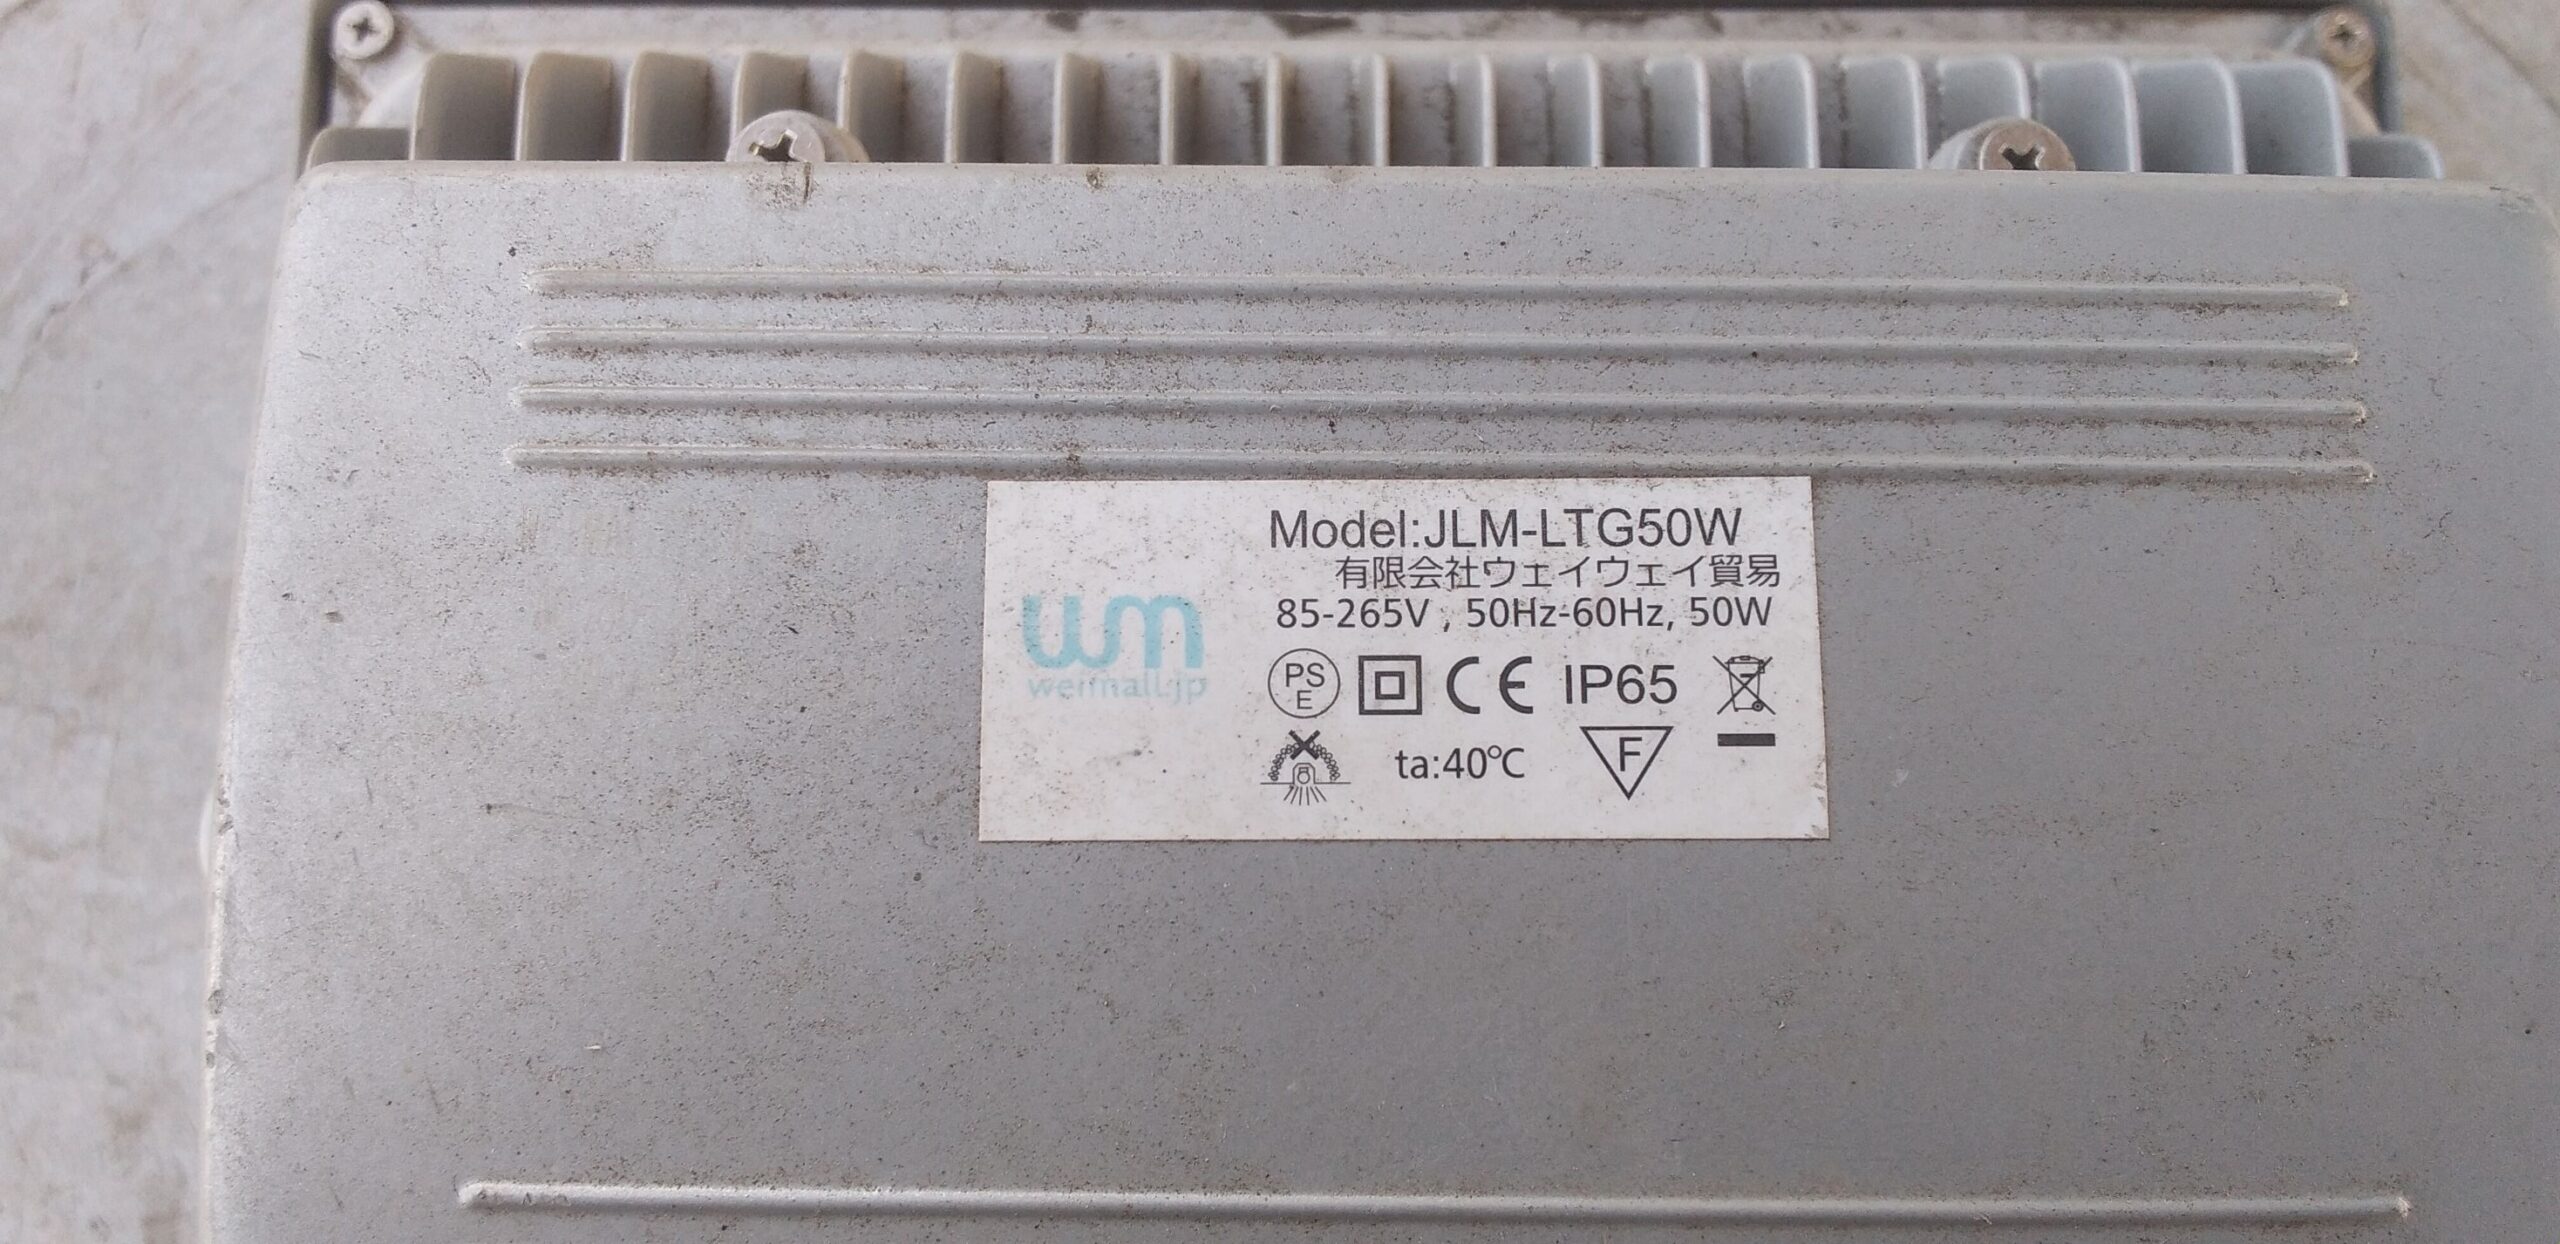 Model:JLM-LTG50W
有限会社ウェイウェイ貿易
85-265V , 50Hz-60Hz, 50W
wm
weimall.jp
PS
E
CE IP65
ta:40℃
F